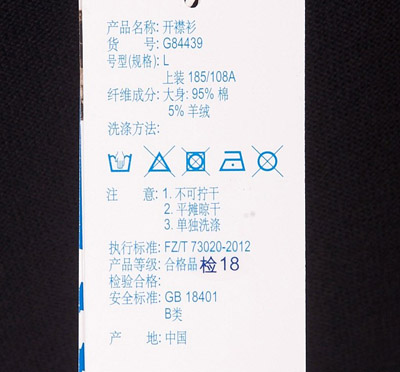 产品名称: 开襟衫
货 号: G84439
号型(规格): L
上装 185/108A
纤维成分: 大身: 95% 棉
5% 羊绒
洗涤方法:
注 意: 1. 不可拧干
2. 平摊晾干
3. 单独洗涤
执行标准: FZ/T 73020-2012
产品等级: 合格品 检18
检验合格:
安全标准: GB 18401
B类
产 地: 中国